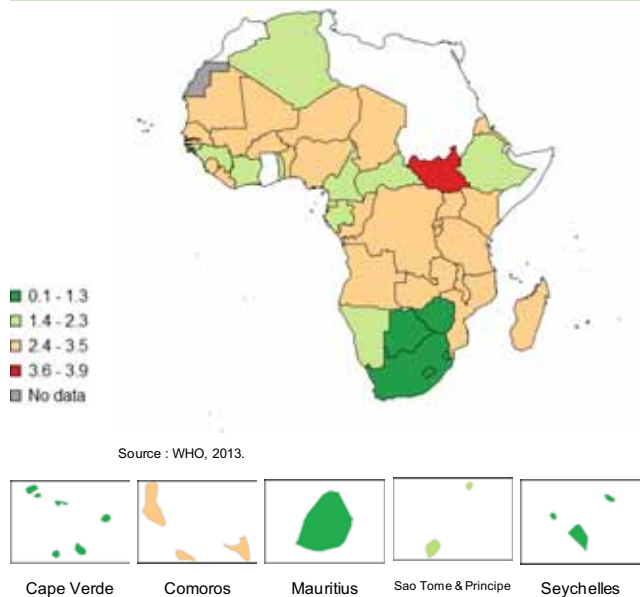 0.1 - 1.3
1.4 - 2.3
2.4 - 3.5
3.6 - 3.9
No data
Source : WHO, 2013.
Cape Verde
Comoros
Mauritius
Sao Tome & Principe
Seychelles